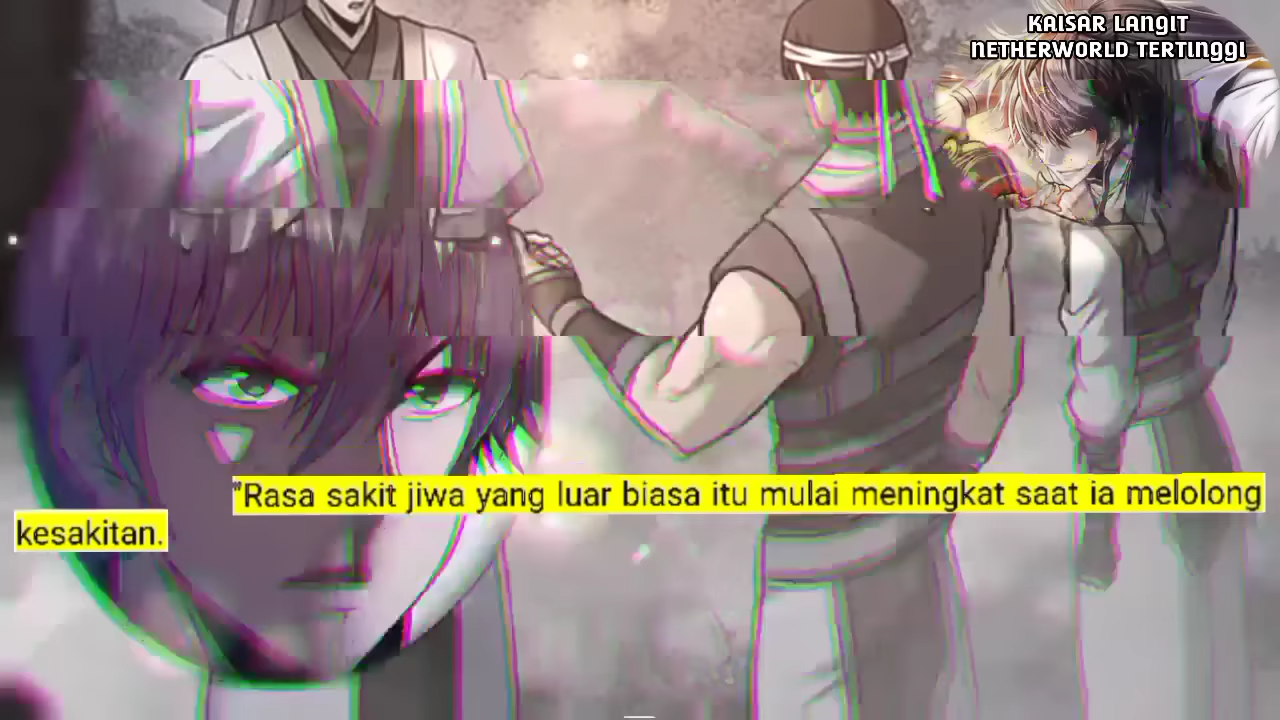 KAISAR LANGIT
NETHERWORLD TERTINGGI
"Rasa sakit jiwa yang luar biasa itu mulai meningkat saat ia melolong
kesakitan.